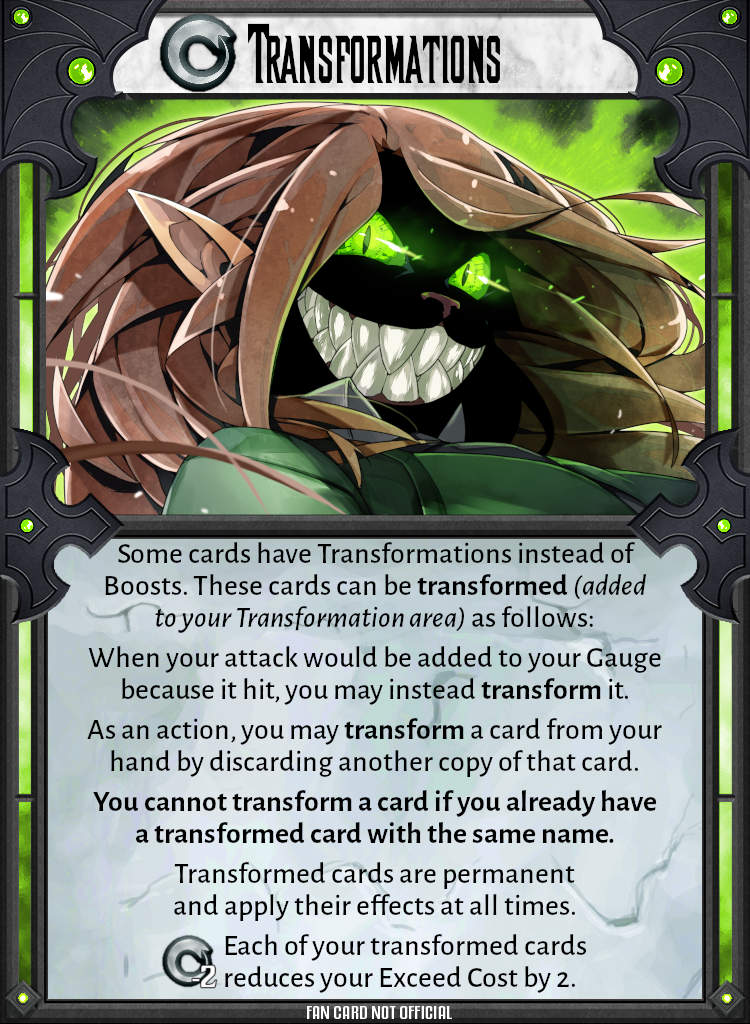 Transformations
Some cards have Transformations instead of
Boosts. These cards can be transformed (added
to your Transformation area) as follows:
When your attack would be added to your Gauge
because it hit, you may instead transform it.
As an action, you may transform a card from your
hand by discarding another copy of that card.
You cannot transform a card if you already have
a transformed card with the same name.
Transformed cards are permanent
and apply their effects at all times.
-2 Each of your transformed cards
reduces your Exceed Cost by 2.
FAN CARD NOT OFFICIAL